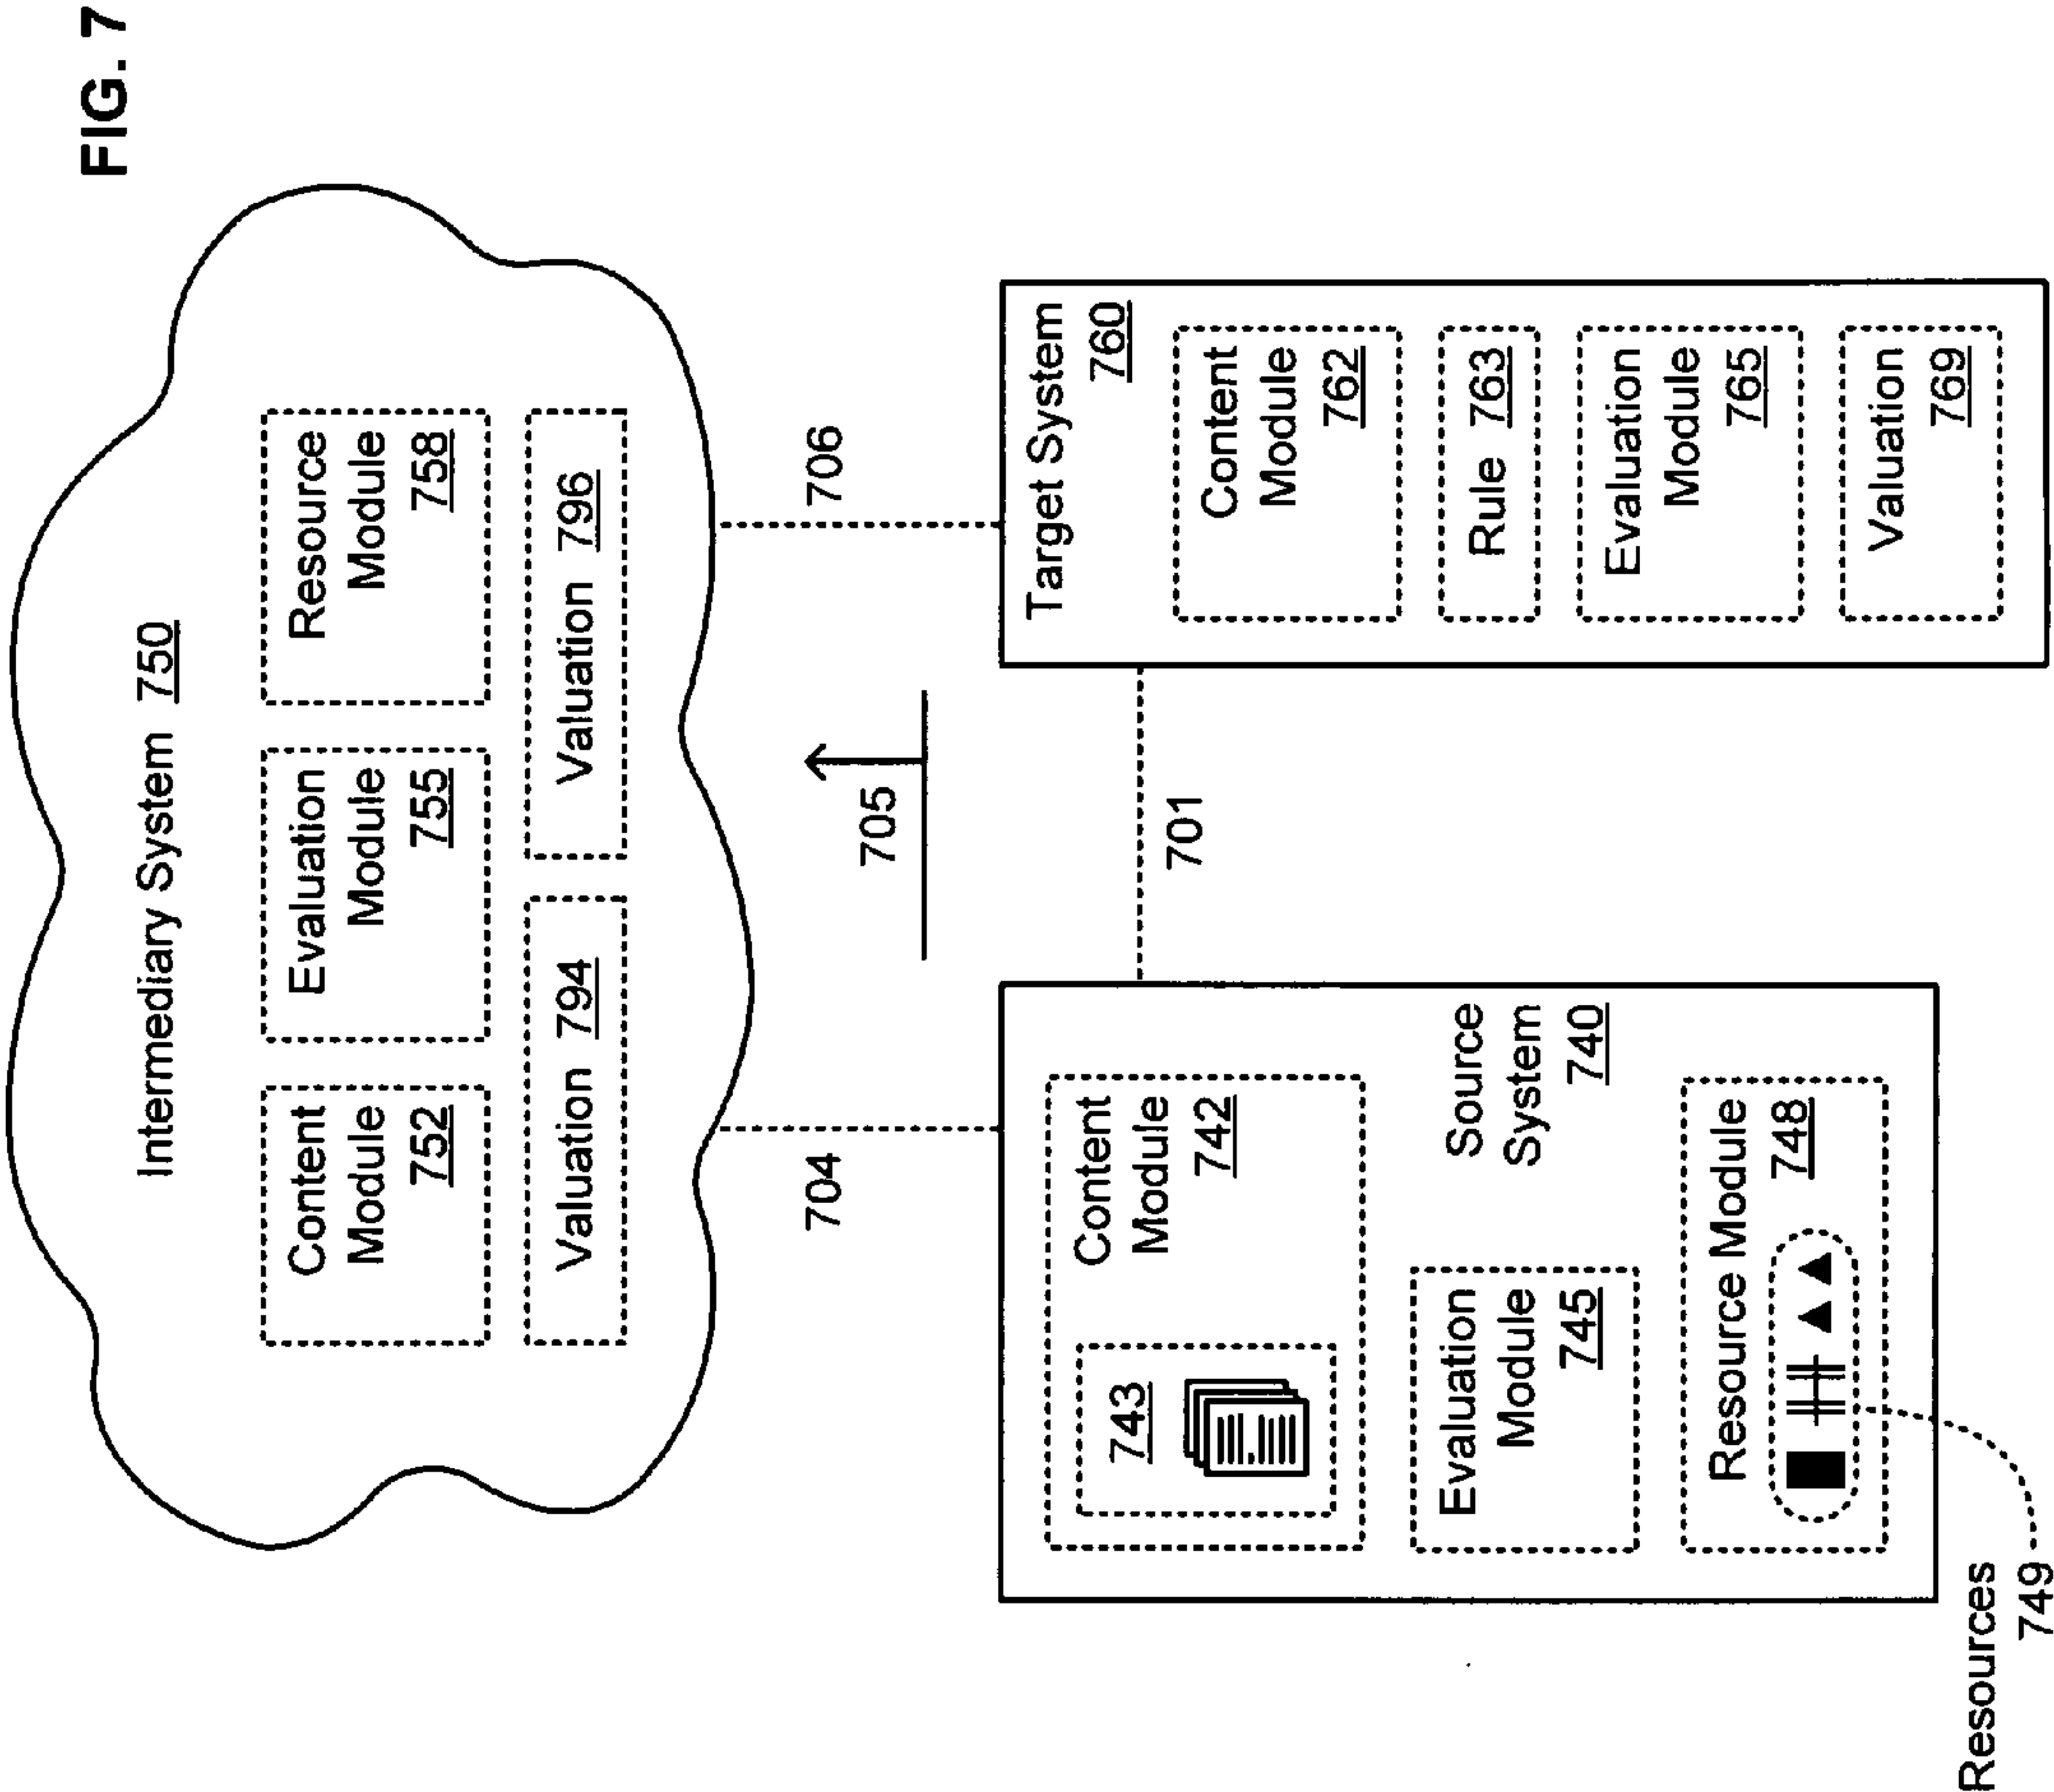 FIG. 7
Intermediary System 750
Content
Module
752
Evaluation
Module
755
Resource
Module
758
Valuation 794
Valuation 796
704
705
706
701
Content
Module
742
743
Evaluation
Module
745
Source
System
740
Resource Module
748
Resources
749
Target System
760
Content
Module
762
Rule 763
Evaluation
Module
765
Valuation
769